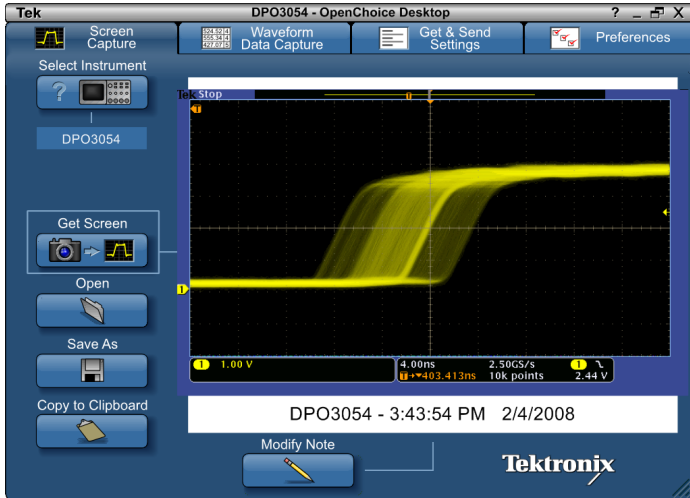 Tek
DPO3054 - OpenChoice Desktop
?
Screen
Capture
Waveform
Data Capture
Get & Send
Settings
Preferences
Select Instrument
?
DPO3054
Get Screen
Open
Save As
Copy to Clipboard
Tek Stop
T
1
1 1.00 V
4.00ns 2.50GS/s 1
T→▼403.413ns 10k points 2.44 V
DPO3054 - 3:43:54 PM 2/4/2008
Modify Note
Tektronix